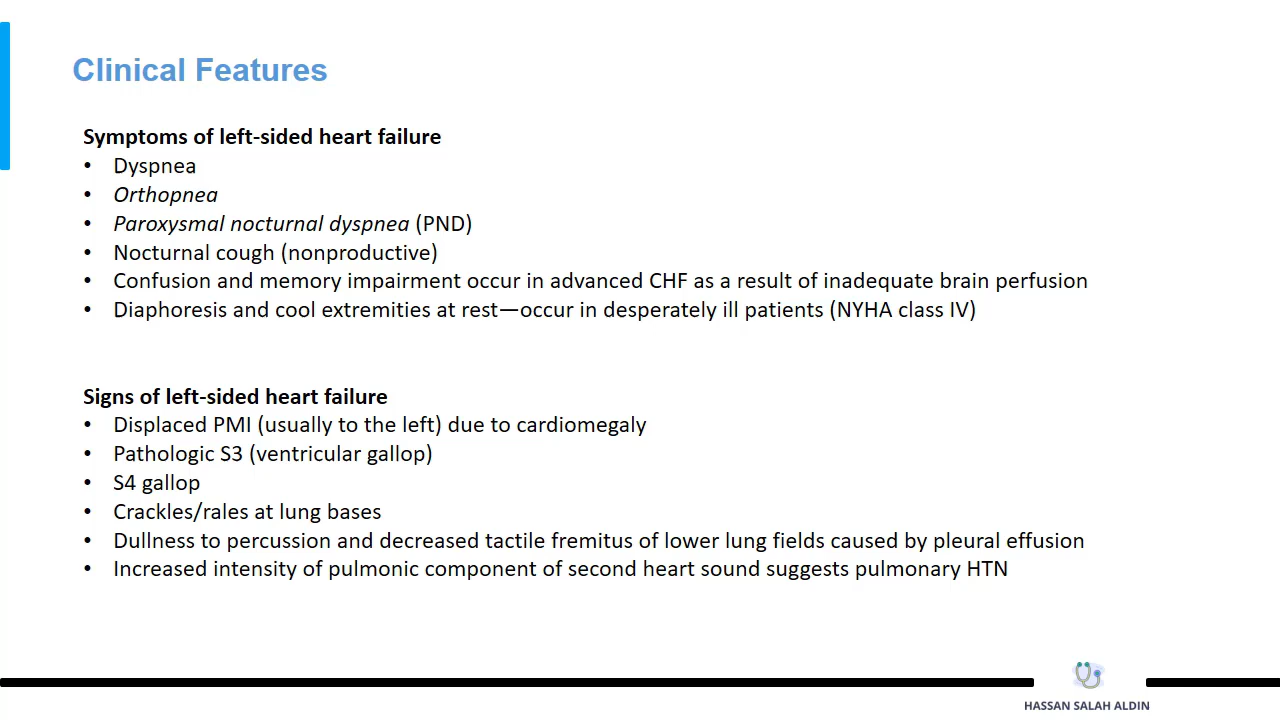 Clinical Features
Symptoms of left-sided heart failure
• Dyspnea
• Orthopnea
• Paroxysmal nocturnal dyspnea (PND)
• Nocturnal cough (nonproductive)
• Confusion and memory impairment occur in advanced CHF as a result of inadequate brain perfusion
• Diaphoresis and cool extremities at rest—occur in desperately ill patients (NYHA class IV)
Signs of left-sided heart failure
• Displaced PMI (usually to the left) due to cardiomegaly
• Pathologic S3 (ventricular gallop)
• S4 gallop
• Crackles/rales at lung bases
• Dullness to percussion and decreased tactile fremitus of lower lung fields caused by pleural effusion
• Increased intensity of pulmonic component of second heart sound suggests pulmonary HTN
HASSAN SALAH ALDIN